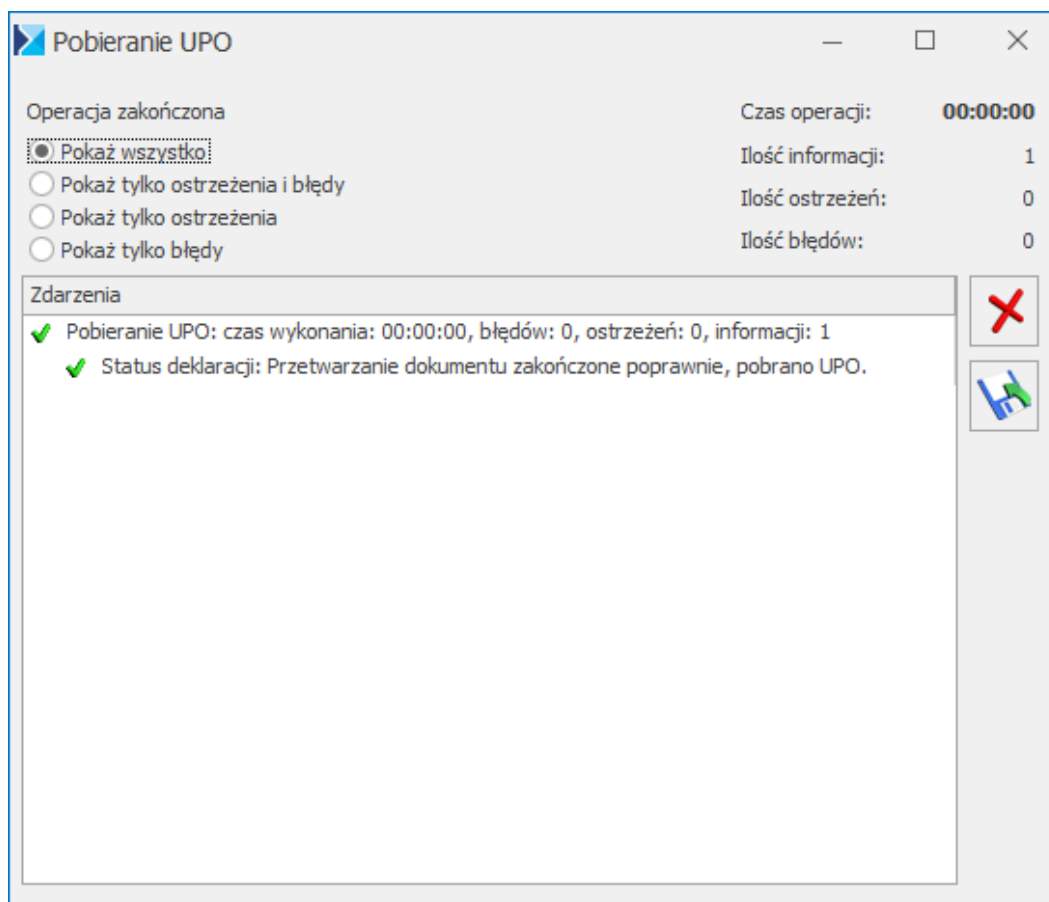 Pobieranie UPO
Operacja zakończona
Czas operacji: 00:00:00
Pokaż wszystko
Ilość informacji: 1
Pokaż tylko ostrzeżenia i błędy
Ilość ostrzeżeń: 0
Pokaż tylko ostrzeżenia
Ilość błędów: 0
Pokaż tylko błędy
Zdarzenia
Pobieranie UPO: czas wykonania: 00:00:00, błędów: 0, ostrzeżeń: 0, informacji: 1
Status deklaracji: Przetwarzanie dokumentu zakończone poprawnie, pobrano UPO.